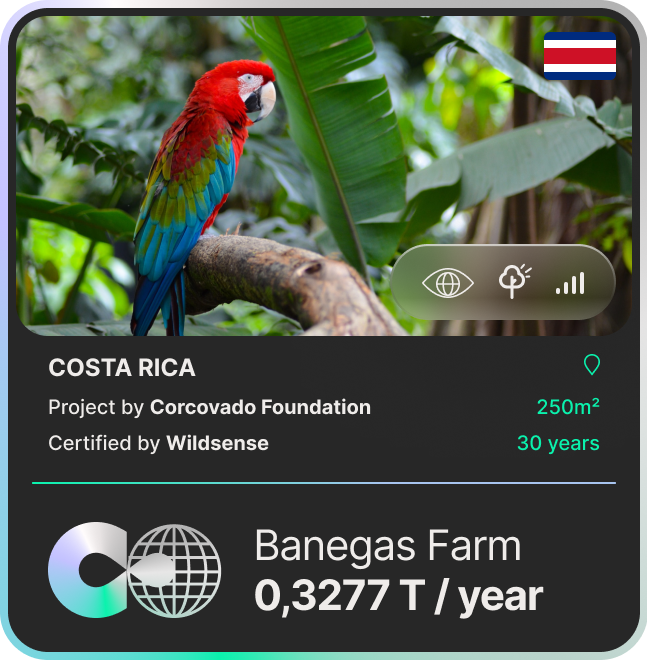 COSTA RICA
Project by Corcovado Foundation
250m²
Certified by Wildsense
30 years
Banegas Farm
0,3277 T / year